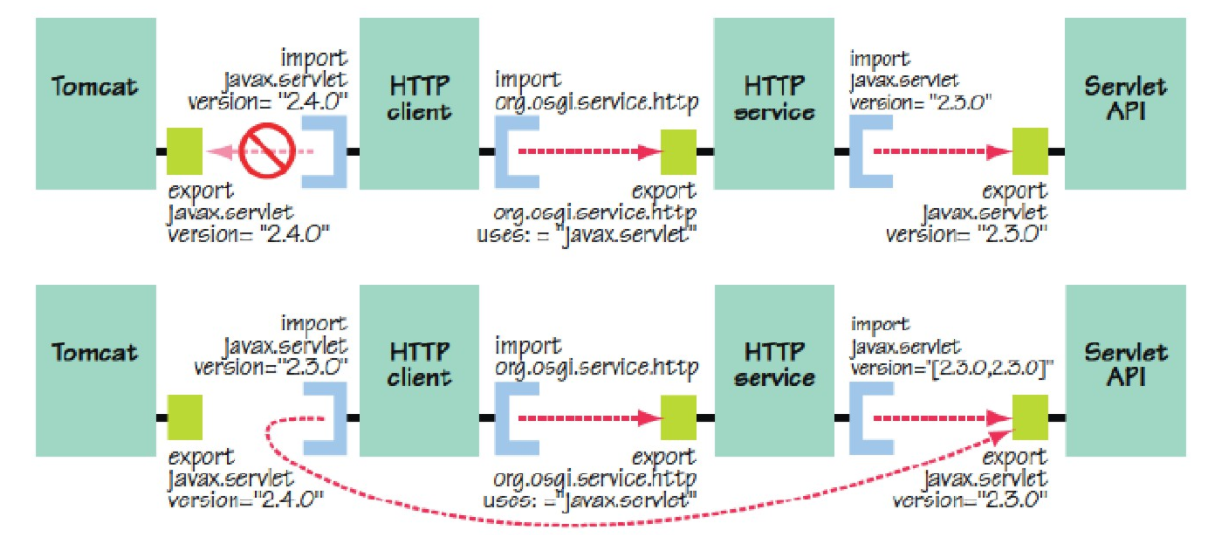 Tomcat
import
javax.servlet
version= "2.4.0"
export
javax.servlet
version= "2.4.0"
HTTP
client
import
org.osgi.service.http
export
org.osgi.service.http
uses: = "javax.servlet"
HTTP
service
import
javax.servlet
version= "2.3.0"
export
javax.servlet
version= "2.3.0"
Servlet
API
Tomcat
import
javax.servlet
version= "2.3.0"
export
javax.servlet
version="2.4.0"
HTTP
client
import
org.osgi.service.http
export
org.osgi.service.http
uses: ="javax.servlet"
HTTP
service
import
javax.servlet
version="[2.3.0,2.3.0]"
export
javax.servlet
version= "2.3.0"
Servlet
API